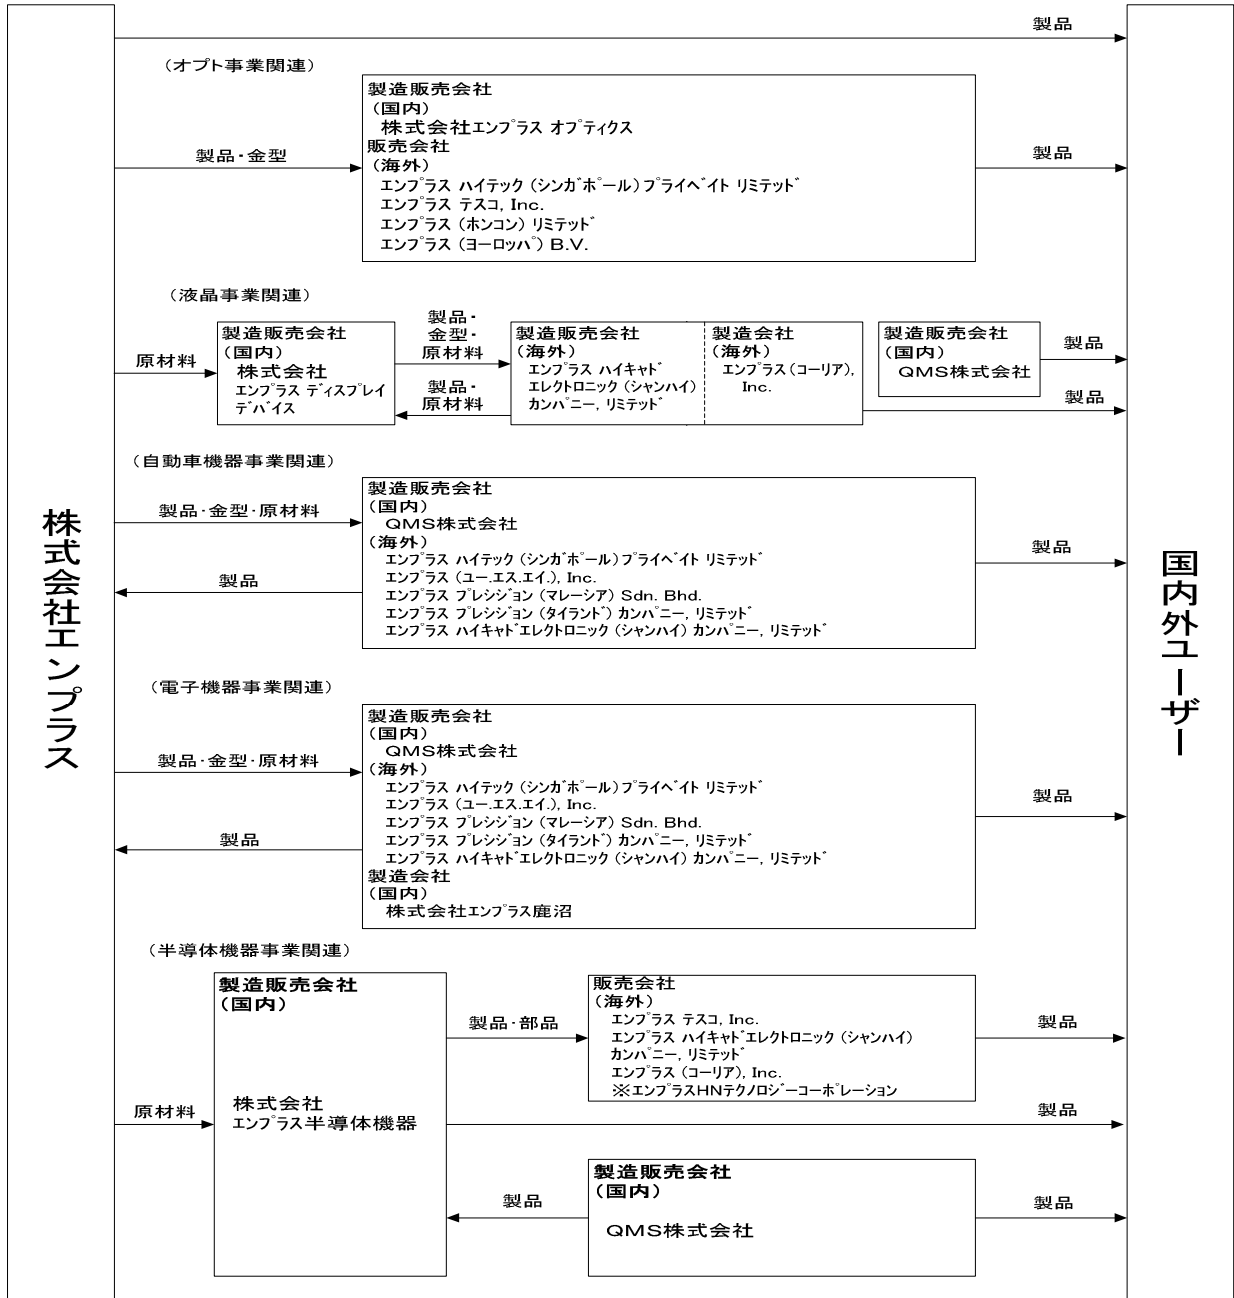 株式会社エンプラス
国内外ユーザー
製品
（オプト事業関連）
製品・金型
製造販売会社
（国内）
株式会社エンプラス オプティクス
販売会社
（海外）
エンプラス ハイテック（シンガポール）プライベイト リミテッド
エンプラス テスコ, Inc.
エンプラス（ホンコン）リミテッド
エンプラス（ヨーロッパ）B.V.
製品
（液晶事業関連）
原材料
製造販売会社
（国内）
株式会社
エンプラス ディスプレイ
デバイス
製品・
金型・
原材料
製品・
原材料
製造販売会社
（海外）
エンプラス ハイキャド
エレクトロニック（シャンハイ）
カンパニー, リミテッド
製造会社
（海外）
エンプラス（コーリア）,
Inc.
製造販売会社
（国内）
QMS株式会社
製品
製品
（自動車機器事業関連）
製品・金型・原材料
製品
製造販売会社
（国内）
QMS株式会社
（海外）
エンプラス ハイテック（シンガポール）プライベイト リミテッド
エンプラス（ユー.エス.エイ.）, Inc.
エンプラス プレシジョン（マレーシア）Sdn. Bhd.
エンプラス プレシジョン（タイランド）カンパニー, リミテッド
エンプラス ハイキャドエレクトロニック（シャンハイ）カンパニー, リミテッド
製品
（電子機器事業関連）
製品・金型・原材料
製品
製造販売会社
（国内）
QMS株式会社
（海外）
エンプラス ハイテック（シンガポール）プライベイト リミテッド
エンプラス（ユー.エス.エイ.）, Inc.
エンプラス プレシジョン（マレーシア）Sdn. Bhd.
エンプラス プレシジョン（タイランド）カンパニー, リミテッド
エンプラス ハイキャドエレクトロニック（シャンハイ）カンパニー, リミテッド
製造会社
（国内）
株式会社エンプラス鹿沼
製品
（半導体機器事業関連）
原材料
製造販売会社
（国内）
株式会社
エンプラス半導体機器
製品・部品
販売会社
（海外）
エンプラス テスコ, Inc.
エンプラス ハイキャドエレクトロニック（シャンハイ）
カンパニー, リミテッド
エンプラス（コーリア）, Inc.
※エンプラスHNテクノロジーコーポレーション
製品
製品
製品
製造販売会社
（国内）
QMS株式会社
製品